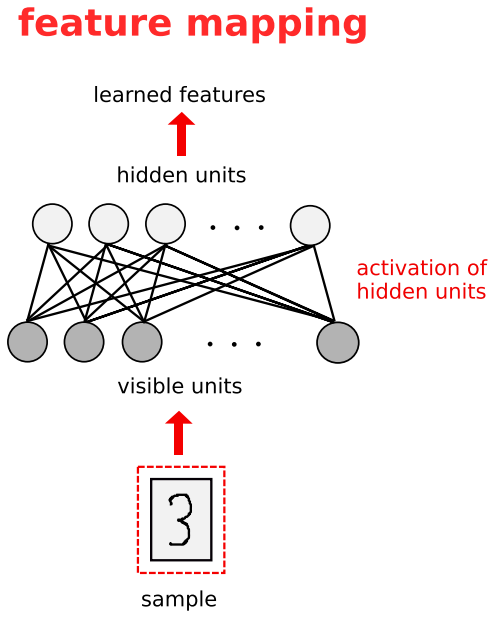 feature mapping
learned features
hidden units
. . .
activation of
hidden units
. . .
visible units
3
sample